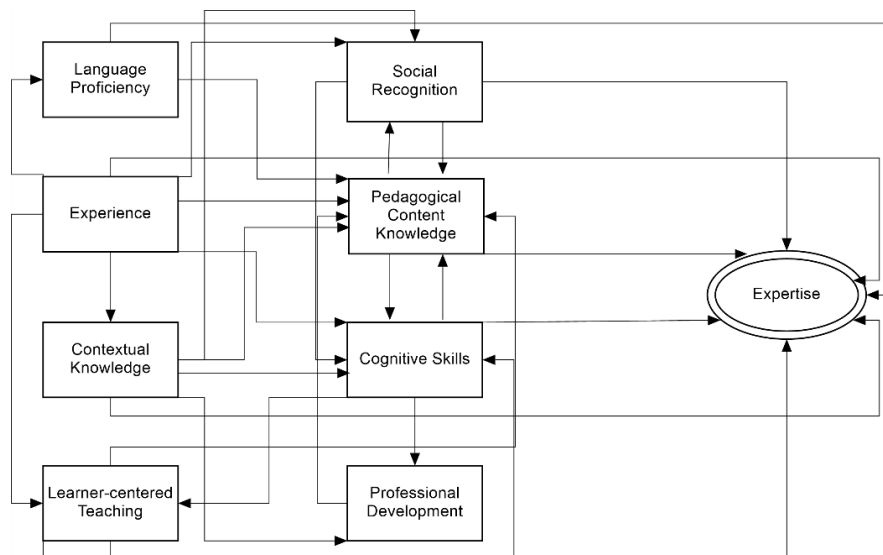 Language
Proficiency
Social
Recognition
Experience
Pedagogical
Content
Knowledge
Expertise
Contextual
Knowledge
Cognitive Skills
Learner-centered
Teaching
Professional
Development